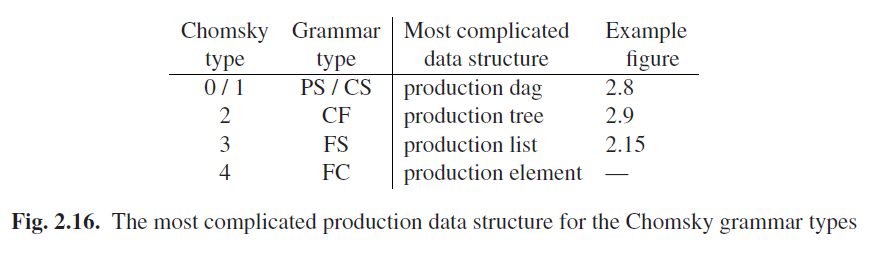 Chomsky Grammar Most complicated Example
type type data structure figure
0 / 1 PS / CS production dag 2.8
2 CF production tree 2.9
3 FS production list 2.15
4 FC production element —
Fig. 2.16. The most complicated production data structure for the Chomsky grammar types